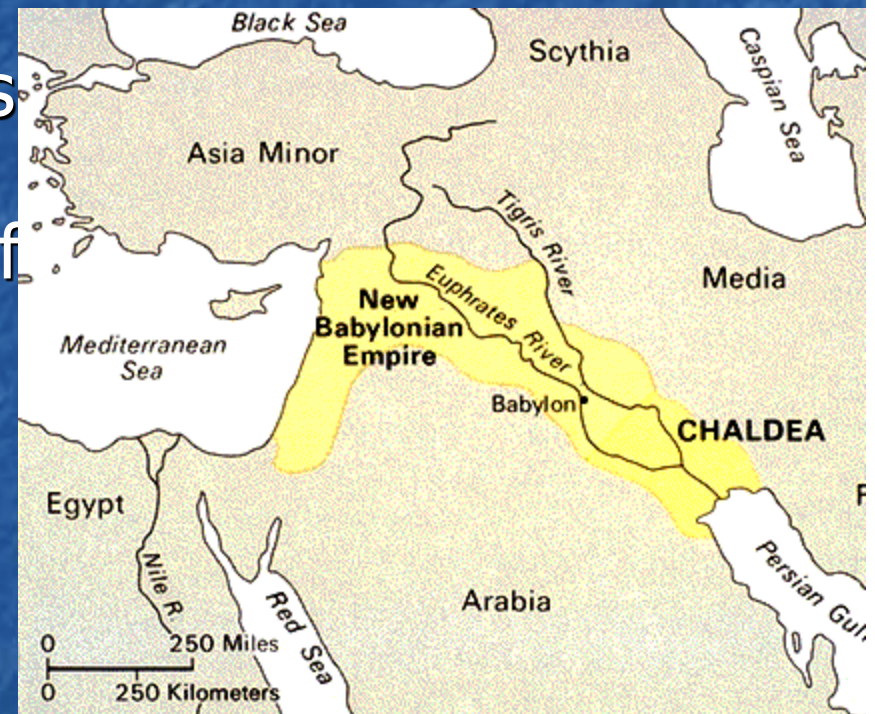 Black Sea
Scythia
Caspian Sea
s
Asia Minor
Tigris River
f
Media
Euphrates River
New
Babylonian
Empire
Mediterranean
Sea
Babylon
CHALDEA
Egypt
Nile R.
Red Sea
Arabia
Persian Gulf
0 250 Miles
0 250 Kilometers